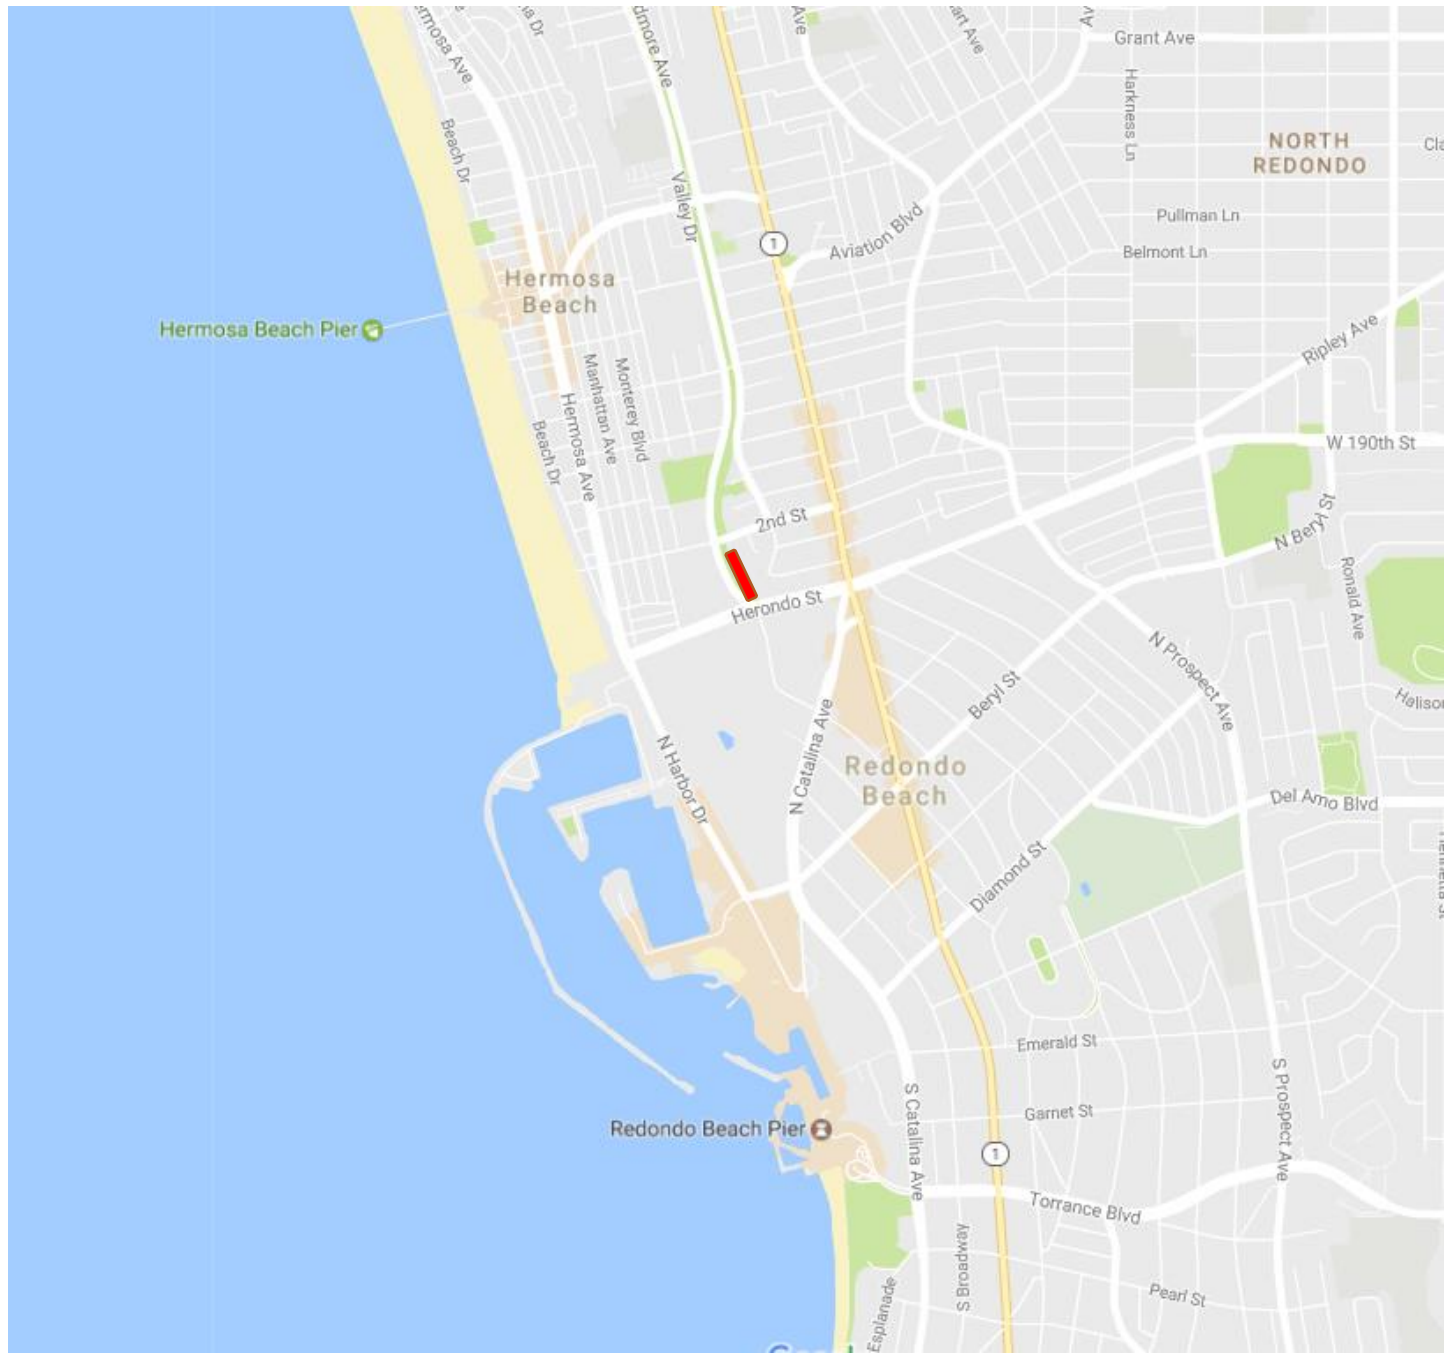 Grant Ave
Harkness Ln
NORTH
REDONDO
Beach Dr
Valley Dr
Pullman Ln
Aviation Blvd
Belmont Ln
1
Hermosa
Beach
Hermosa Beach Pier
Ripley Ave
Manhattan Ave
Monterey Blvd
Hermosa Ave
Beach Dr
W 190th St
2nd St
N Beryl St
Ronald Ave
Herondo St
N Prospect Ave
Beryl St
N Catalina Ave
N Harbor Dr
Redondo
Beach
Del Amo Blvd
Diamond St
Emerald St
S Prospect Ave
S Catalina Ave
Garnet St
Redondo Beach Pier
1
Torrance Blvd
S Broadway
Pearl St
Esplanade